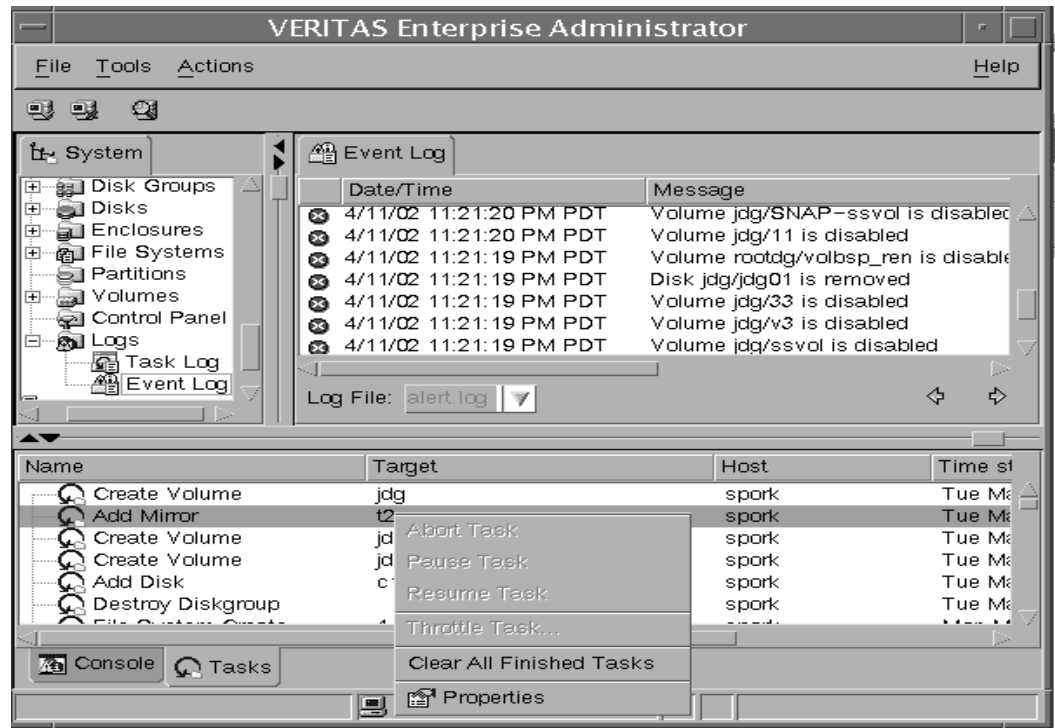 VERITAS Enterprise Administrator
File Tools Actions Help
System
Disk Groups
Disks
Enclosures
File Systems
Partitions
Volumes
Control Panel
Logs
Task Log
Event Log
Event Log
Date/Time Message
4/11/02 11:21:20 PM PDT Volume jdg/SNAP-ssvol is disabled
4/11/02 11:21:20 PM PDT Volume jdg/11 is disabled
4/11/02 11:21:19 PM PDT Volume rootdg/volbsp_ren is disable
4/11/02 11:21:19 PM PDT Disk jdg/jdg01 is removed
4/11/02 11:21:19 PM PDT Volume jdg/33 is disabled
4/11/02 11:21:19 PM PDT Volume jdg/v3 is disabled
4/11/02 11:21:19 PM PDT Volume jdg/ssvol is disabled
Log File: alert.log
Name Target Host Time st
Create Volume jdg spork Tue Ma
Add Mirror t2 spork Tue Ma
Create Volume jd spork Tue Ma
Create Volume jd spork Tue Ma
Add Disk c spork Tue Ma
Destroy Diskgroup spork Tue Ma
File System Create
Abort Task
Pause Task
Resume Task
Throttle Task...
Clear All Finished Tasks
Properties
Console Tasks